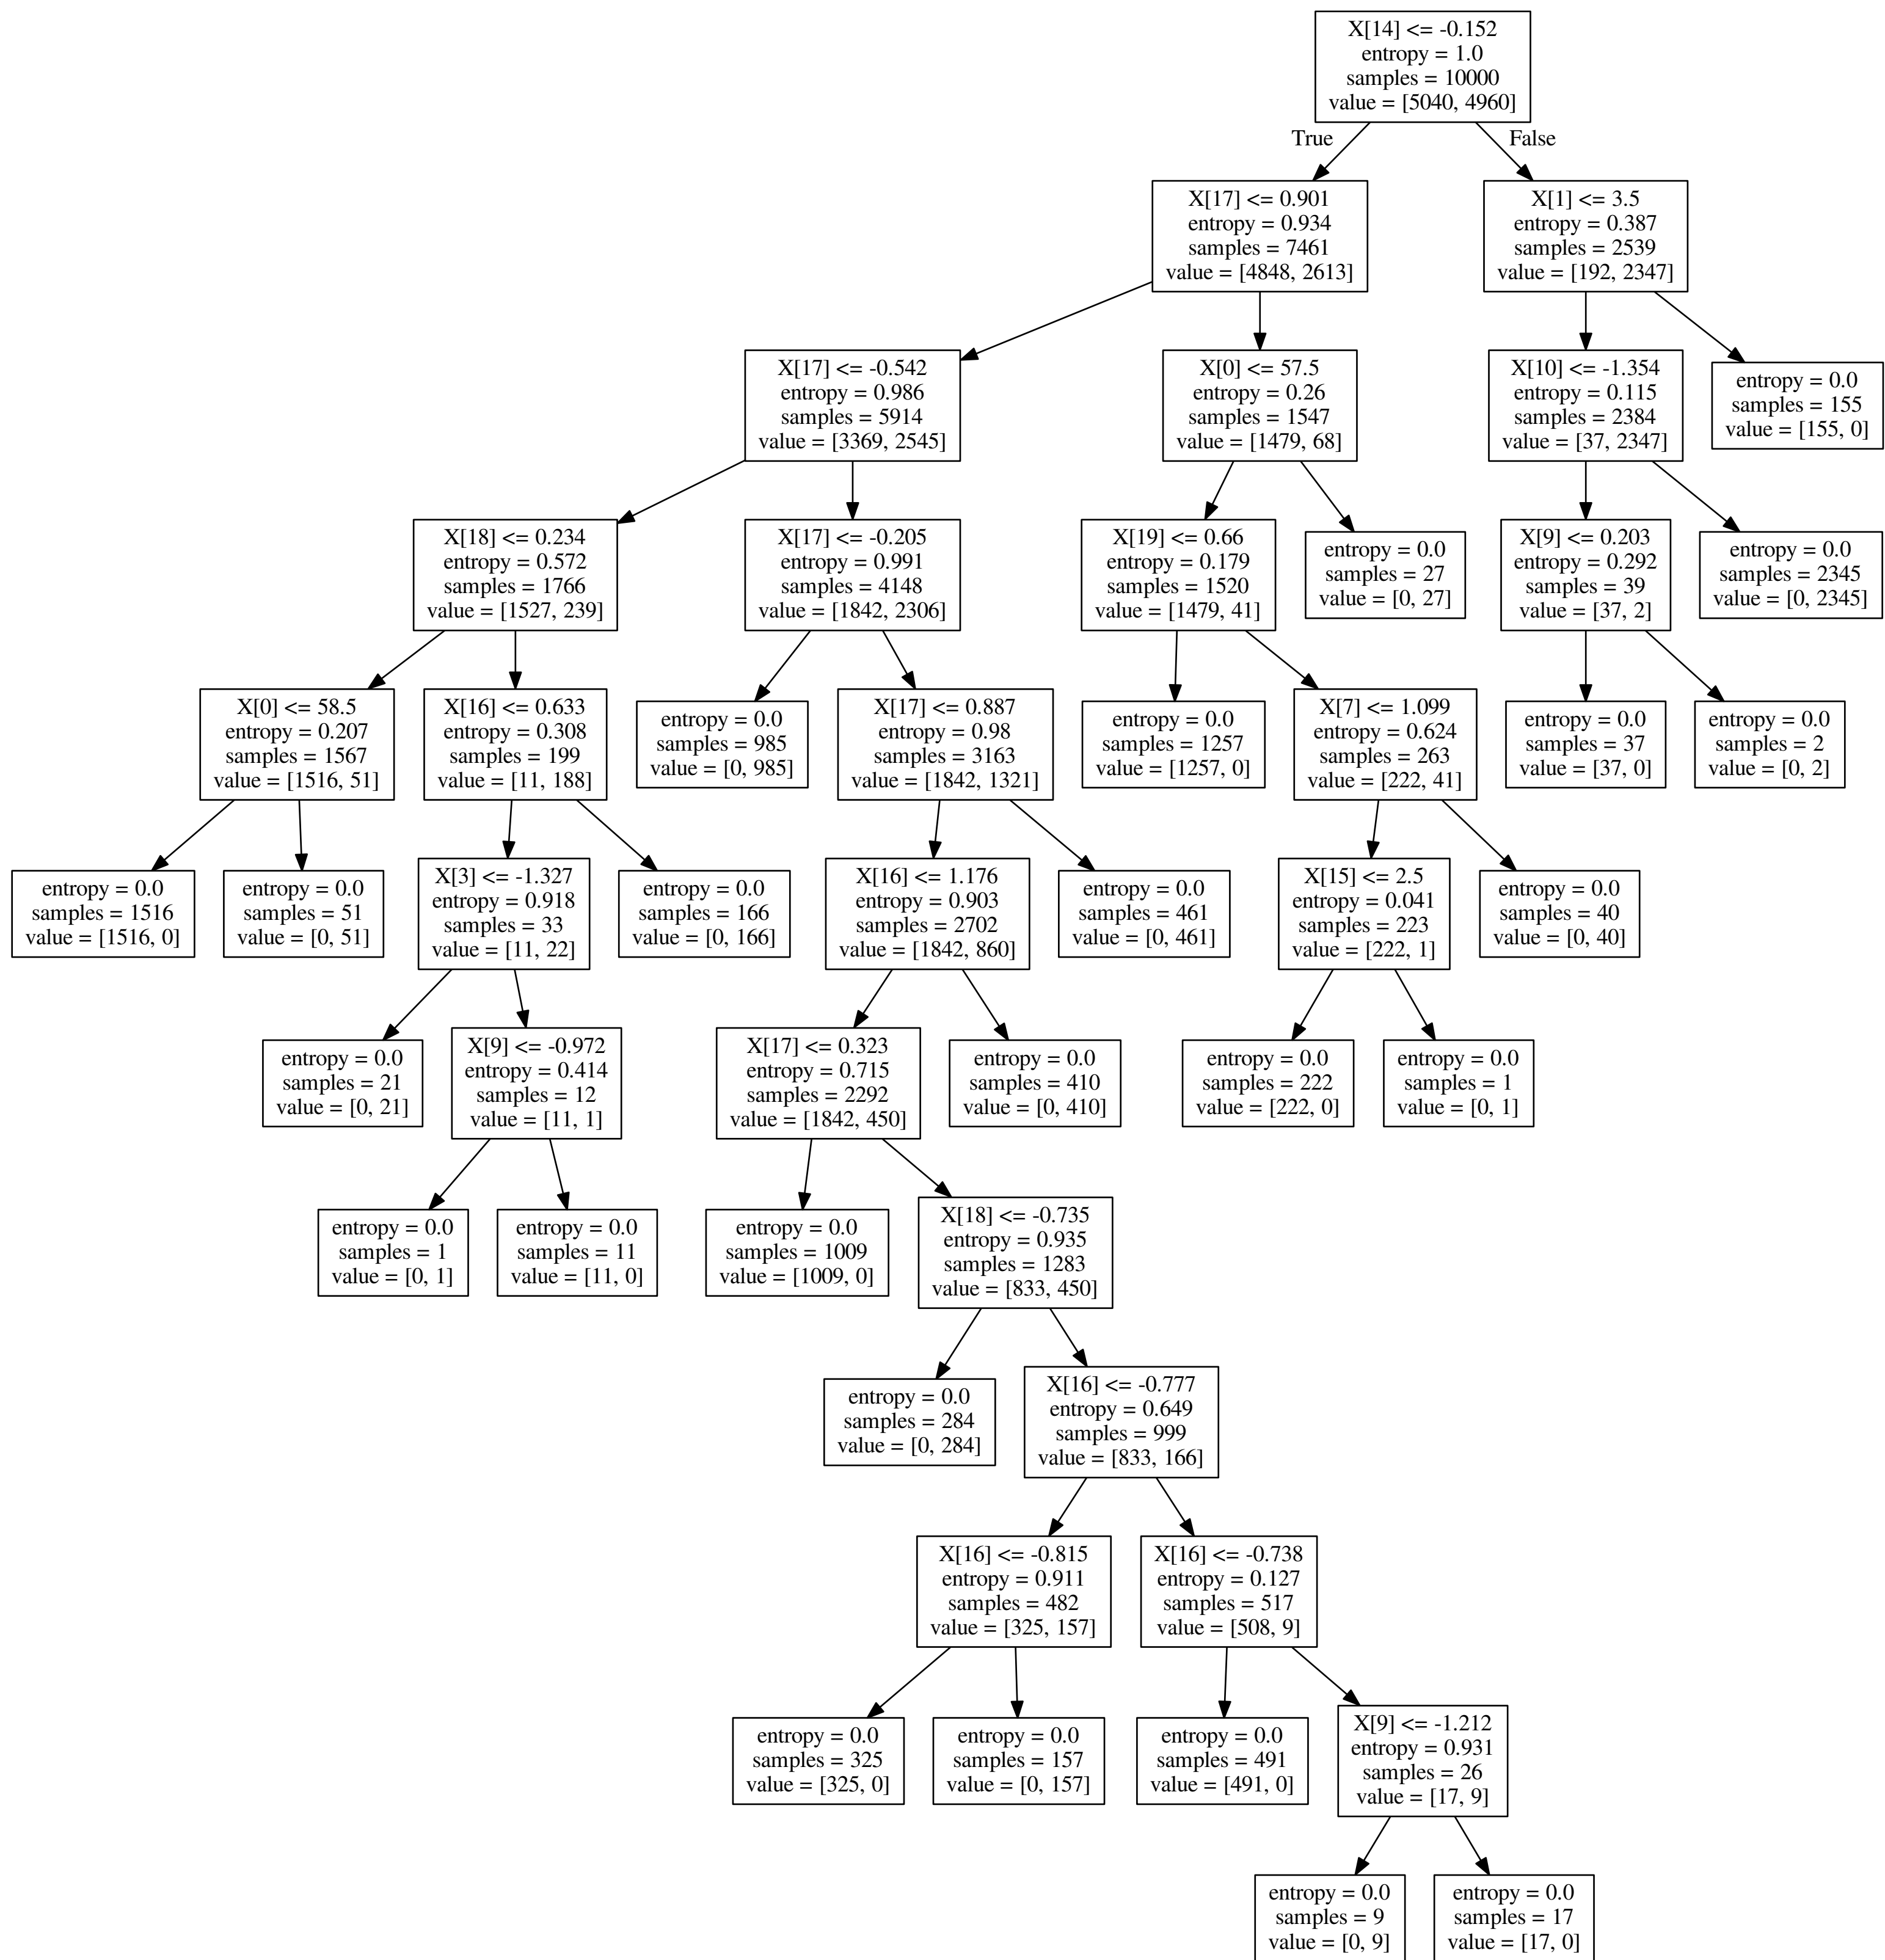 X[14] <= -0.152
entropy = 1.0
samples = 10000
value = [5040, 4960]
True
False
X[17] <= 0.901
entropy = 0.934
samples = 7461
value = [4848, 2613]
X[1] <= 3.5
entropy = 0.387
samples = 2539
value = [192, 2347]
X[17] <= -0.542
entropy = 0.986
samples = 5914
value = [3369, 2545]
X[0] <= 57.5
entropy = 0.26
samples = 1547
value = [1479, 68]
X[10] <= -1.354
entropy = 0.115
samples = 2384
value = [37, 2347]
entropy = 0.0
samples = 155
value = [155, 0]
X[18] <= 0.234
entropy = 0.572
samples = 1766
value = [1527, 239]
X[17] <= -0.205
entropy = 0.991
samples = 4148
value = [1842, 2306]
X[19] <= 0.66
entropy = 0.179
samples = 1520
value = [1479, 41]
entropy = 0.0
samples = 27
value = [0, 27]
X[9] <= 0.203
entropy = 0.292
samples = 39
value = [37, 2]
entropy = 0.0
samples = 2345
value = [0, 2345]
X[0] <= 58.5
entropy = 0.207
samples = 1567
value = [1516, 51]
X[16] <= 0.633
entropy = 0.308
samples = 199
value = [11, 188]
entropy = 0.0
samples = 985
value = [0, 985]
X[17] <= 0.887
entropy = 0.98
samples = 3163
value = [1842, 1321]
entropy = 0.0
samples = 1257
value = [1257, 0]
X[7] <= 1.099
entropy = 0.624
samples = 263
value = [222, 41]
entropy = 0.0
samples = 37
value = [37, 0]
entropy = 0.0
samples = 2
value = [0, 2]
entropy = 0.0
samples = 1516
value = [1516, 0]
entropy = 0.0
samples = 51
value = [0, 51]
X[3] <= -1.327
entropy = 0.918
samples = 33
value = [11, 22]
entropy = 0.0
samples = 166
value = [0, 166]
X[16] <= 1.176
entropy = 0.903
samples = 2702
value = [1842, 860]
entropy = 0.0
samples = 461
value = [0, 461]
X[15] <= 2.5
entropy = 0.041
samples = 223
value = [222, 1]
entropy = 0.0
samples = 40
value = [0, 40]
entropy = 0.0
samples = 21
value = [0, 21]
X[9] <= -0.972
entropy = 0.414
samples = 12
value = [11, 1]
X[17] <= 0.323
entropy = 0.715
samples = 2292
value = [1842, 450]
entropy = 0.0
samples = 410
value = [0, 410]
entropy = 0.0
samples = 222
value = [222, 0]
entropy = 0.0
samples = 1
value = [0, 1]
entropy = 0.0
samples = 1
value = [0, 1]
entropy = 0.0
samples = 11
value = [11, 0]
entropy = 0.0
samples = 1009
value = [1009, 0]
X[18] <= -0.735
entropy = 0.935
samples = 1283
value = [833, 450]
entropy = 0.0
samples = 284
value = [0, 284]
X[16] <= -0.777
entropy = 0.649
samples = 999
value = [833, 166]
X[16] <= -0.815
entropy = 0.911
samples = 482
value = [325, 157]
X[16] <= -0.738
entropy = 0.127
samples = 517
value = [508, 9]
entropy = 0.0
samples = 325
value = [325, 0]
entropy = 0.0
samples = 157
value = [0, 157]
entropy = 0.0
samples = 491
value = [491, 0]
X[9] <= -1.212
entropy = 0.931
samples = 26
value = [17, 9]
entropy = 0.0
samples = 9
value = [0, 9]
entropy = 0.0
samples = 17
value = [17, 0]